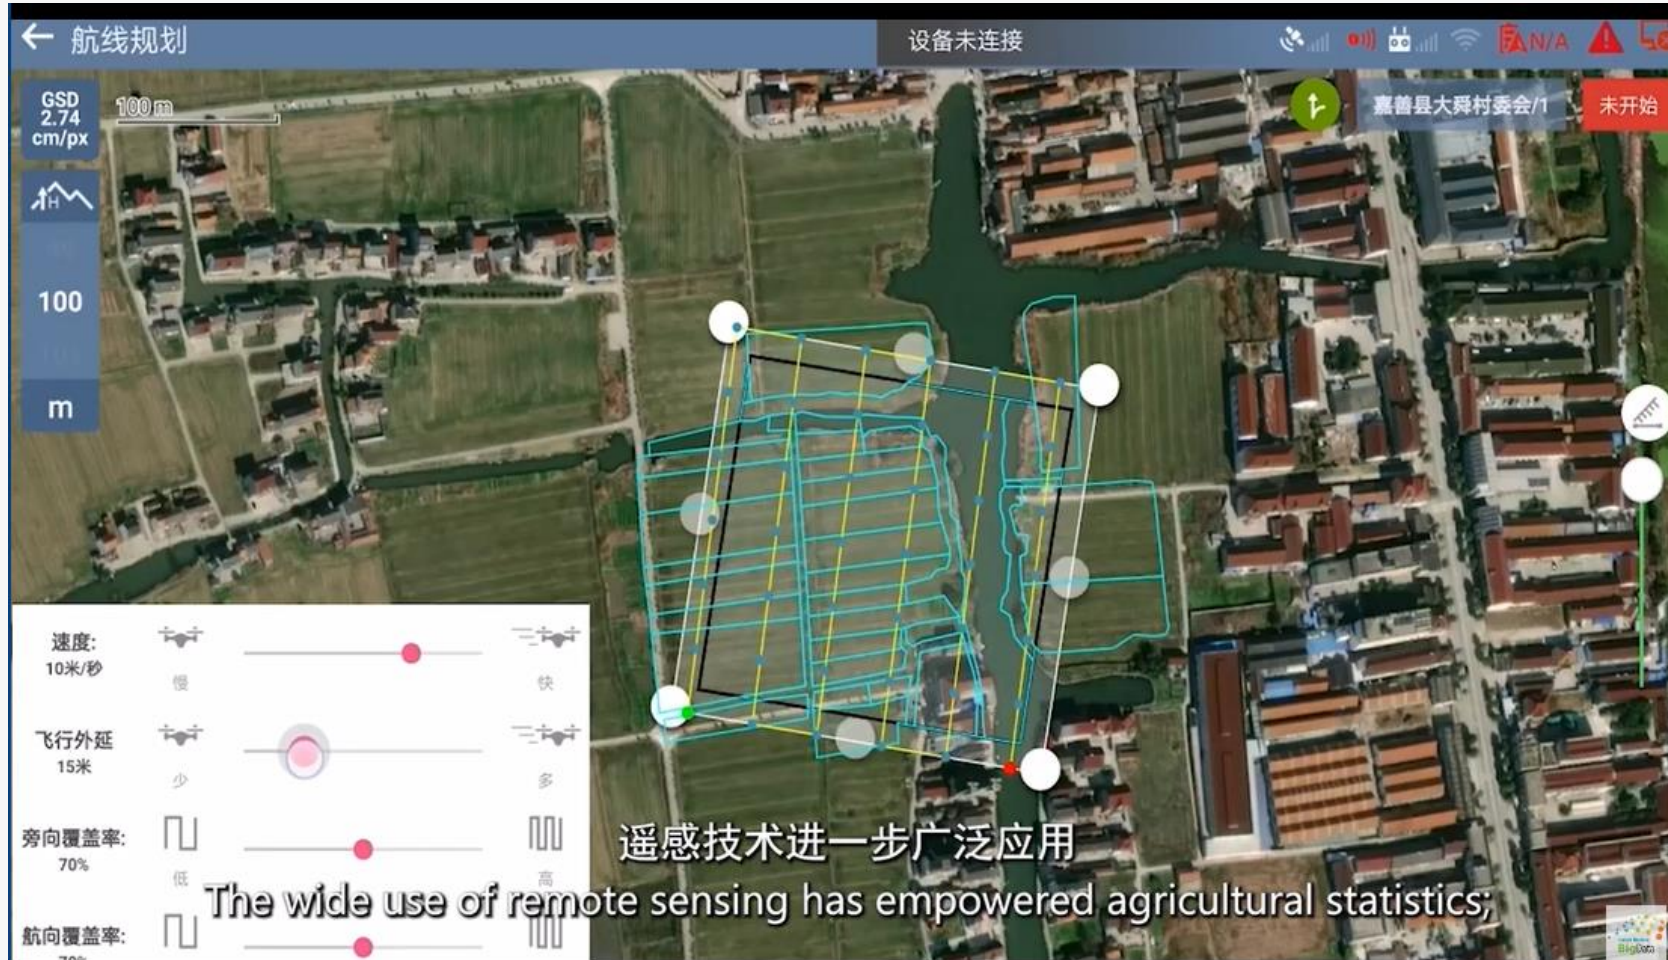 航线规划
设备未连接
N/A
GSD
2.74
cm/px
100 m
嘉善县大舜村委会/1
未开始
H
100
m
速度:
10米/秒
慢
快
飞行外延
15米
少
多
旁向覆盖率:
70%
低
高
航向覆盖率:
遥感技术进一步广泛应用
The wide use of remote sensing has empowered agricultural statistics;
BigData